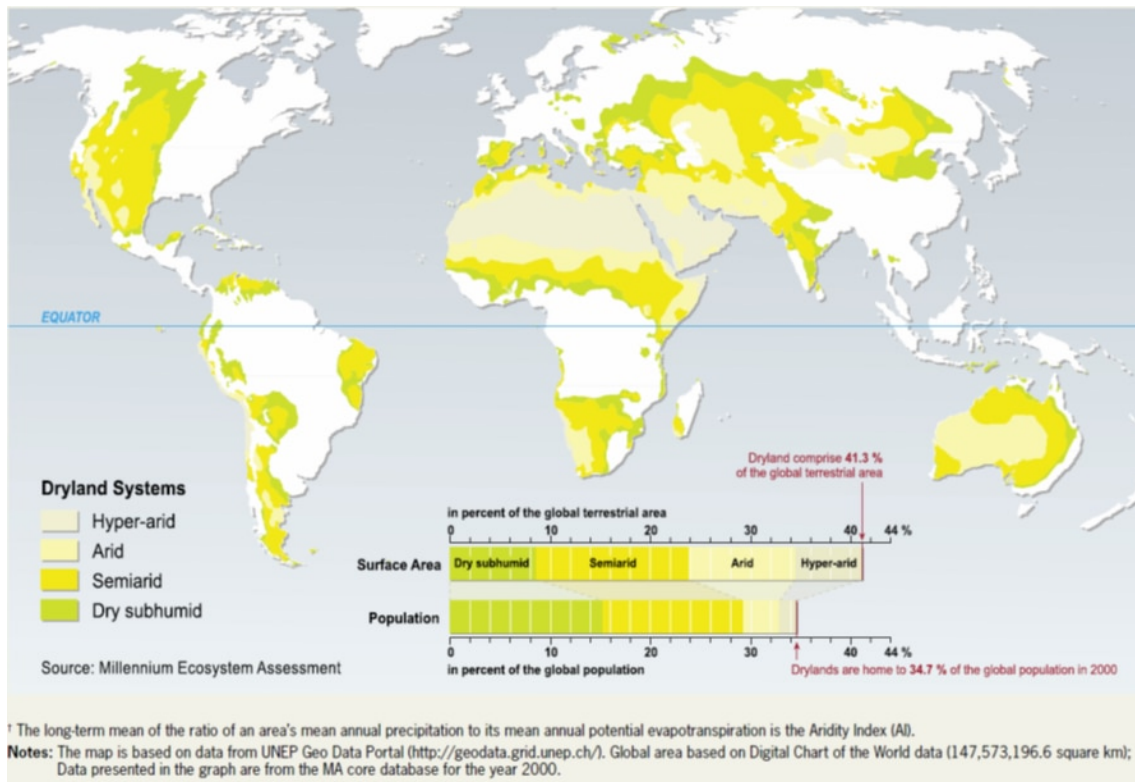 EQUATOR
Dryland comprise 41.3 %
of the global terrestrial area
Dryland Systems
Hyper-arid
Arid
Semiarid
Dry subhumid
Source: Millennium Ecosystem Assessment
in percent of the global terrestrial area
0 10 20 30 40 44 %
Surface Area Dry subhumid Semiarid Arid Hyper-arid
Population
0 10 20 30 40 44 %
in percent of the global population
Drylands are home to 34.7 % of the global population in 2000
† The long-term mean of the ratio of an area's mean annual precipitation to its mean annual potential evapotranspiration is the Aridity Index (AI).
Notes: The map is based on data from UNEP Geo Data Portal (http://geodata.grid.unep.ch/). Global area based on Digital Chart of the World data (147,573,196.6 square km);
Data presented in the graph are from the MA core database for the year 2000.